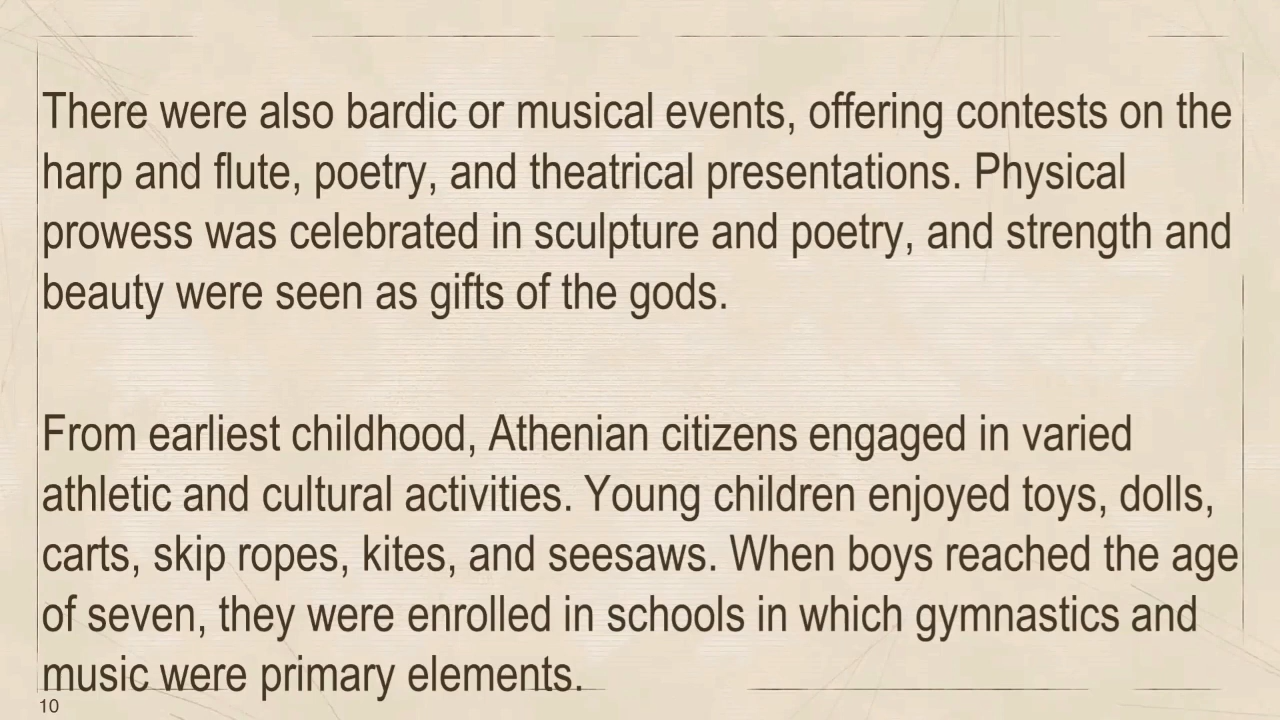 There were also bardic or musical events, offering contests on the
harp and flute, poetry, and theatrical presentations. Physical
prowess was celebrated in sculpture and poetry, and strength and
beauty were seen as gifts of the gods.
From earliest childhood, Athenian citizens engaged in varied
athletic and cultural activities. Young children enjoyed toys, dolls,
carts, skip ropes, kites, and seesaws. When boys reached the age
of seven, they were enrolled in schools in which gymnastics and
music were primary elements.
10